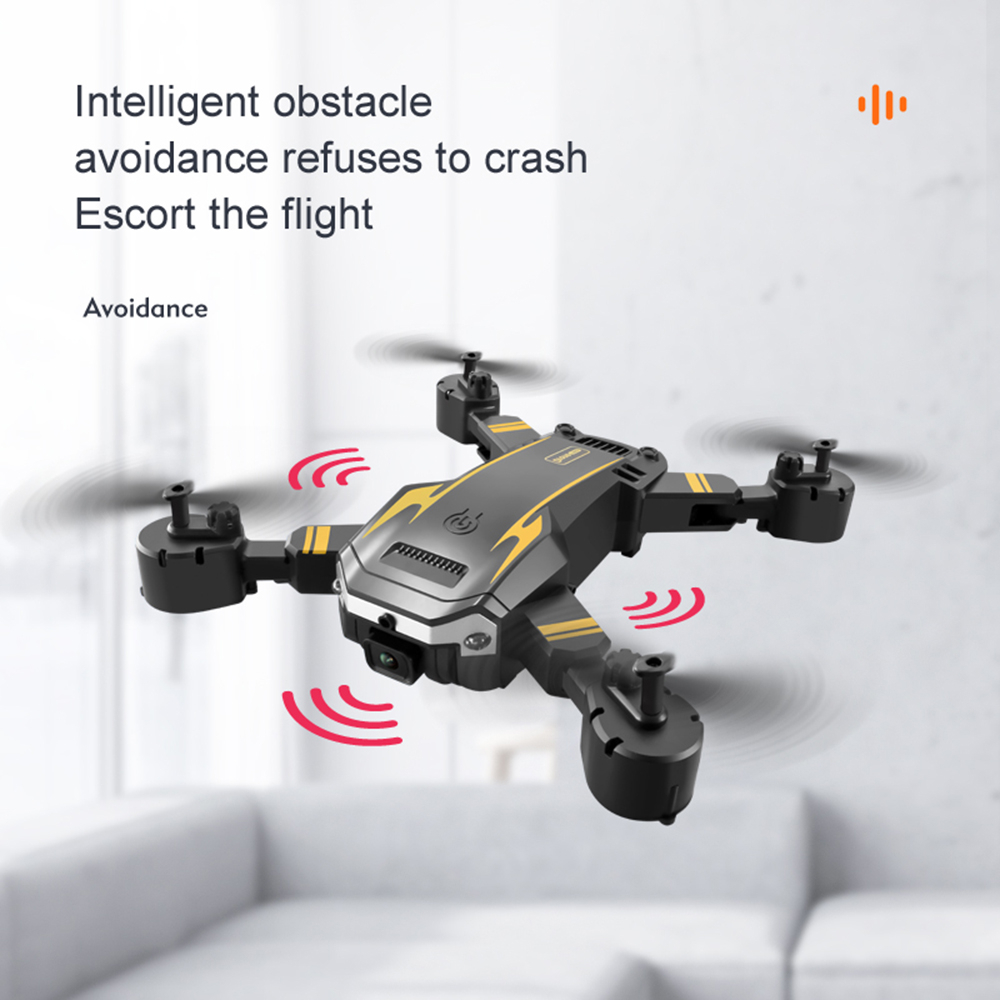 Intelligent obstacle
avoidance refuses to crash
Escort the flight
Avoidance